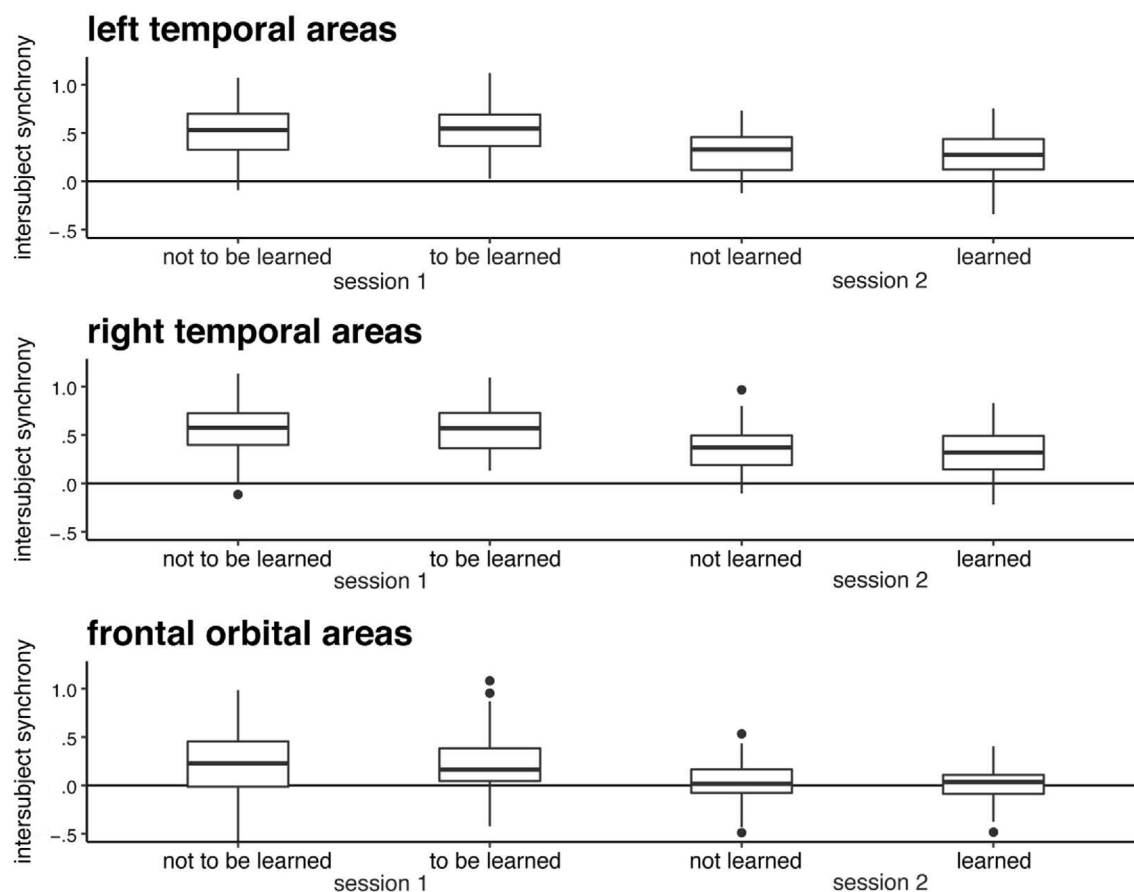 left temporal areas
intersubject synchrony
1.0
.5
.0
–.5
not to be learned to be learned not learned learned
session 1 session 2
right temporal areas
intersubject synchrony
1.0
.5
.0
–.5
not to be learned to be learned not learned learned
session 1 session 2
frontal orbital areas
intersubject synchrony
1.0
.5
.0
–.5
not to be learned to be learned not learned learned
session 1 session 2